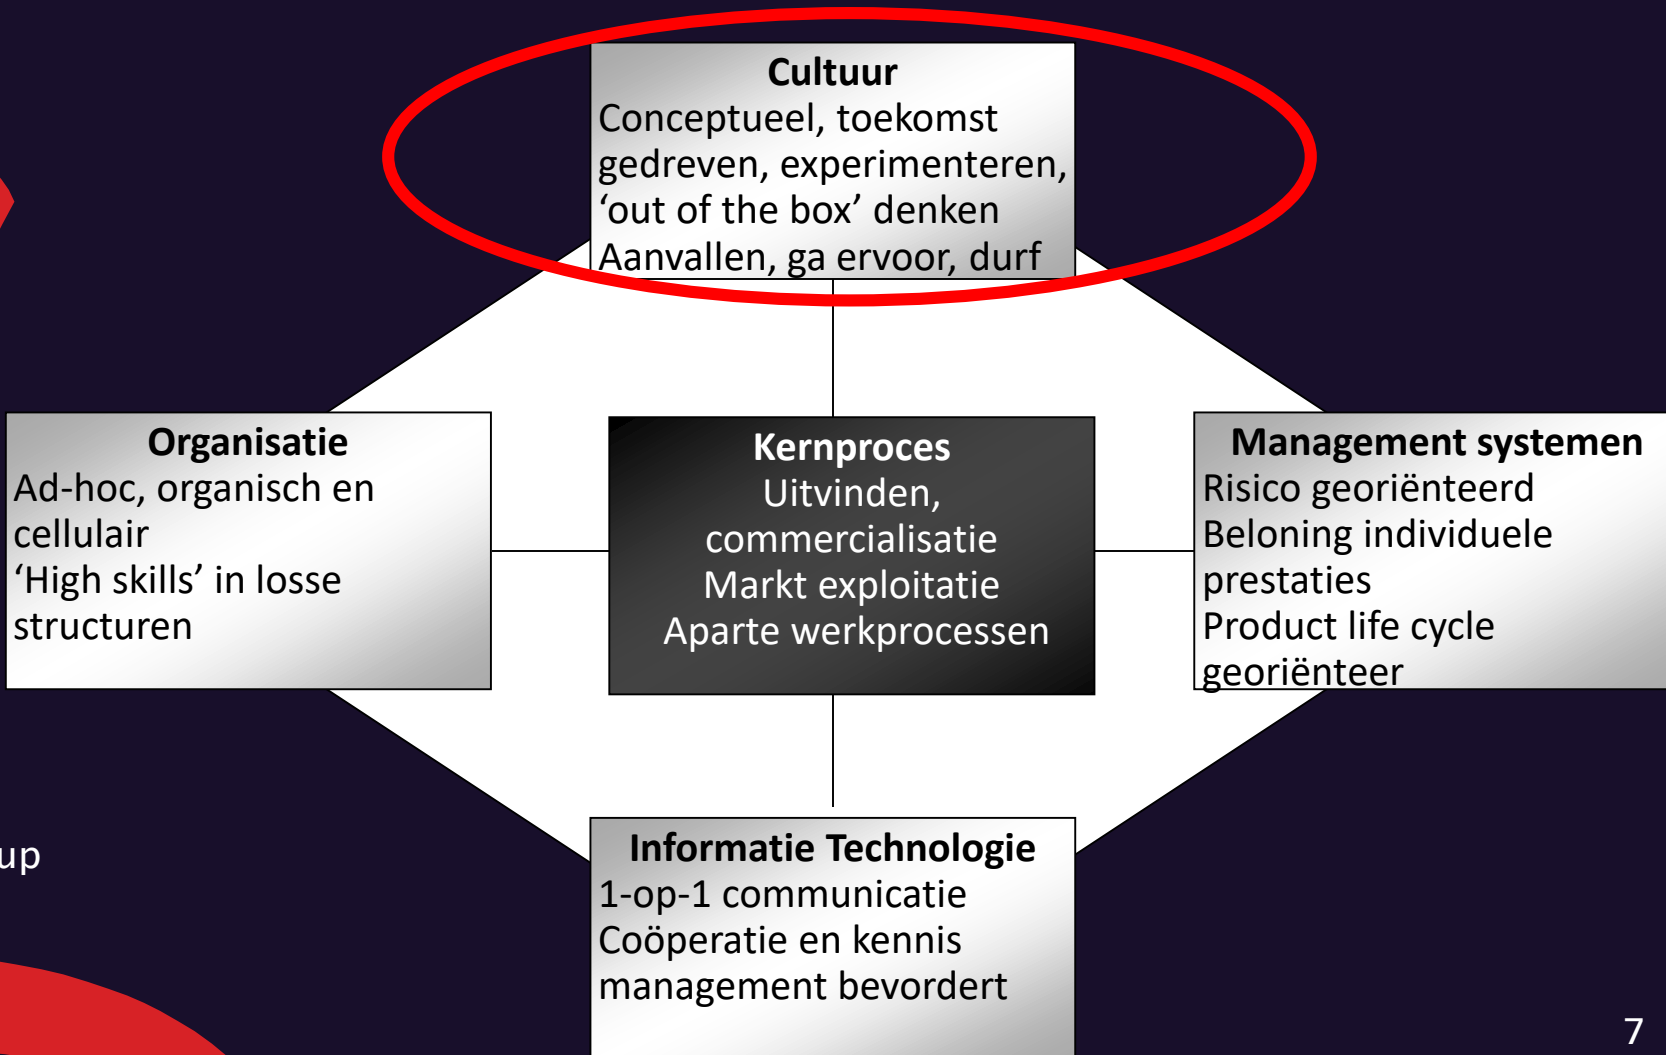 Cultuur
Conceptueel, toekomst
gedreven, experimenteren,
‘out of the box’ denken
Aanvallen, ga ervoor, durf
Organisatie
Ad-hoc, organisch en
cellulair
‘High skills’ in losse
structuren
Kernproces
Uitvinden,
commercialisatie
Markt exploitatie
Aparte werkprocessen
Management systemen
Risico georiënteerd
Beloning individuele
prestaties
Product life cycle
georiënteer
up
Informatie Technologie
1-op-1 communicatie
Coöperatie en kennis
management bevordert
7